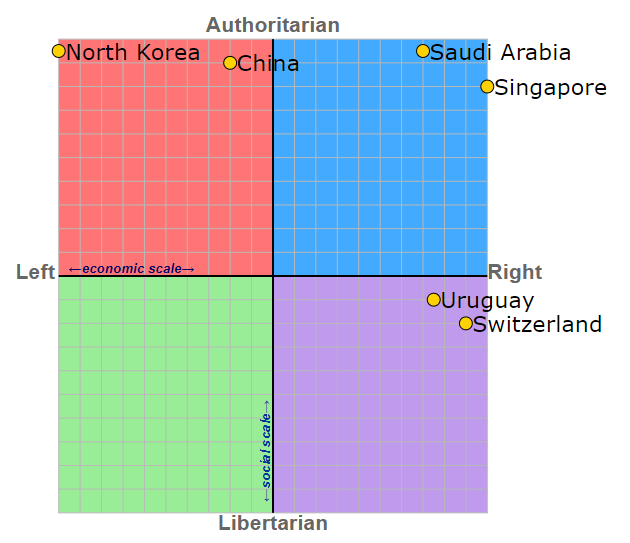 Authoritarian
North Korea
China
Saudi Arabia
Singapore
Left
←economic scale→
Right
Uruguay
Switzerland
←social scale→
Libertarian